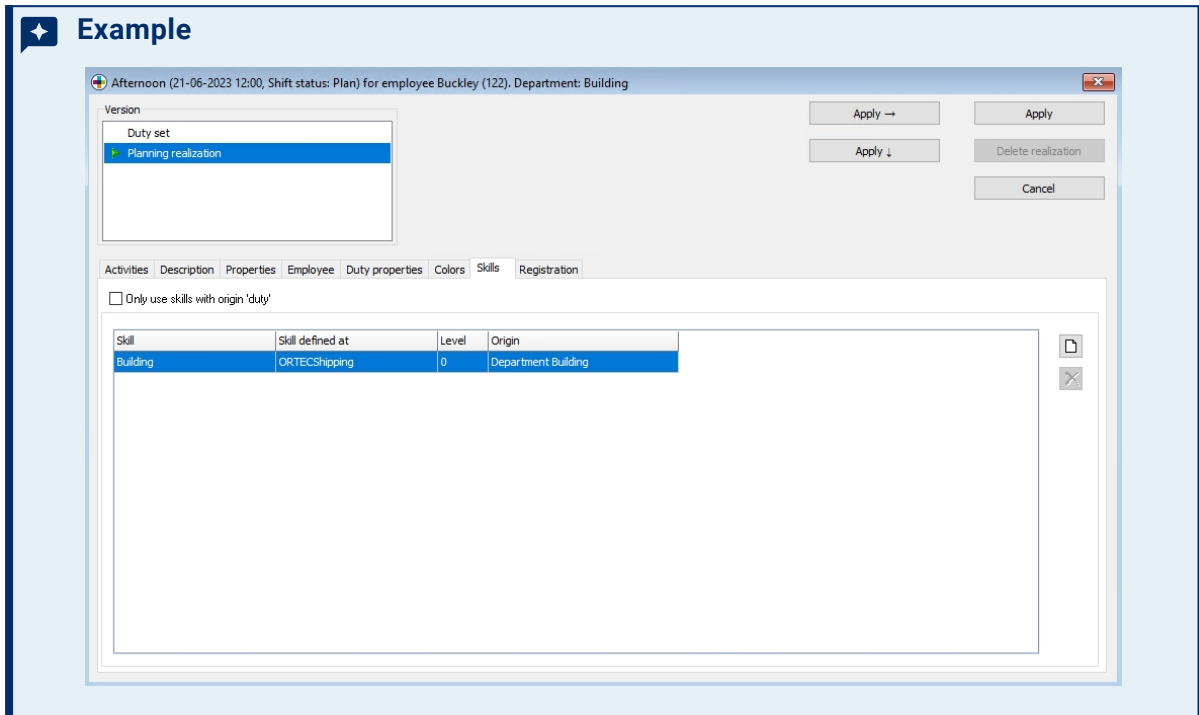 Example
Afternoon (21-06-2023 12:00, Shift status: Plan) for employee Buckley (122). Department: Building
Version
Duty set
Planning realization
Apply →
Apply
Apply ↓
Delete realization
Cancel
Activities Description Properties Employee Duty properties Colors Skills Registration
Only use skills with origin 'duty'
Skill Skill defined at Level Origin
Building ORTECShipping 0 Department Building